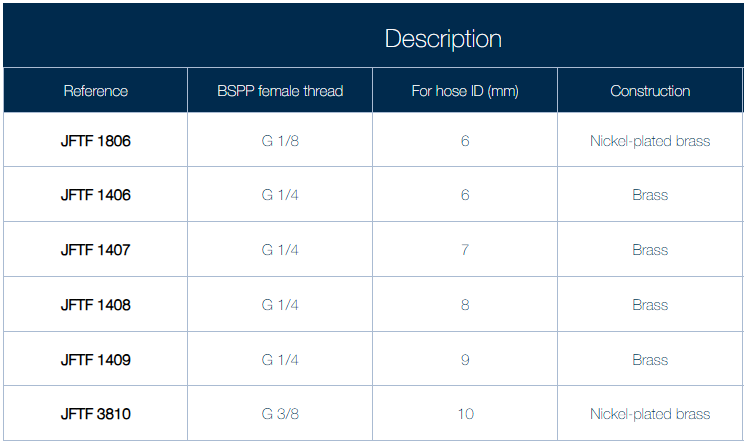 Description
Reference BSPP female thread For hose ID (mm) Construction
JFTF 1806 G 1/8 6 Nickel-plated brass
JFTF 1406 G 1/4 6 Brass
JFTF 1407 G 1/4 7 Brass
JFTF 1408 G 1/4 8 Brass
JFTF 1409 G 1/4 9 Brass
JFTF 3810 G 3/8 10 Nickel-plated brass